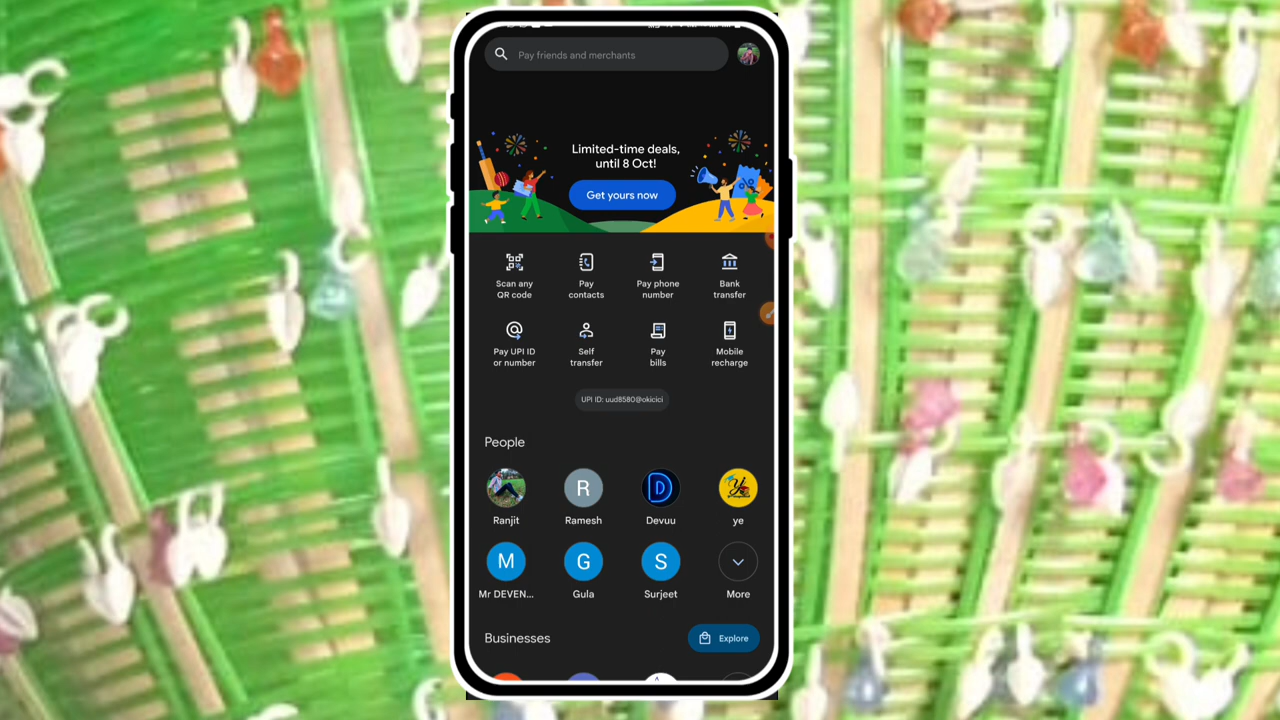 Pay friends and merchants
Limited-time deals,
until 8 Oct!
Get yours now
Scan any
QR code
Pay
contacts
Pay phone
number
Bank
transfer
Pay UPI ID
or number
Self
transfer
Pay
bills
Mobile
recharge
UPI ID: uud8580@okicici
People
Ranjit
R
Ramesh
D
Devuu
ye
M
Mr DEVEN...
G
Gula
S
Surjeet
More
Businesses
Explore